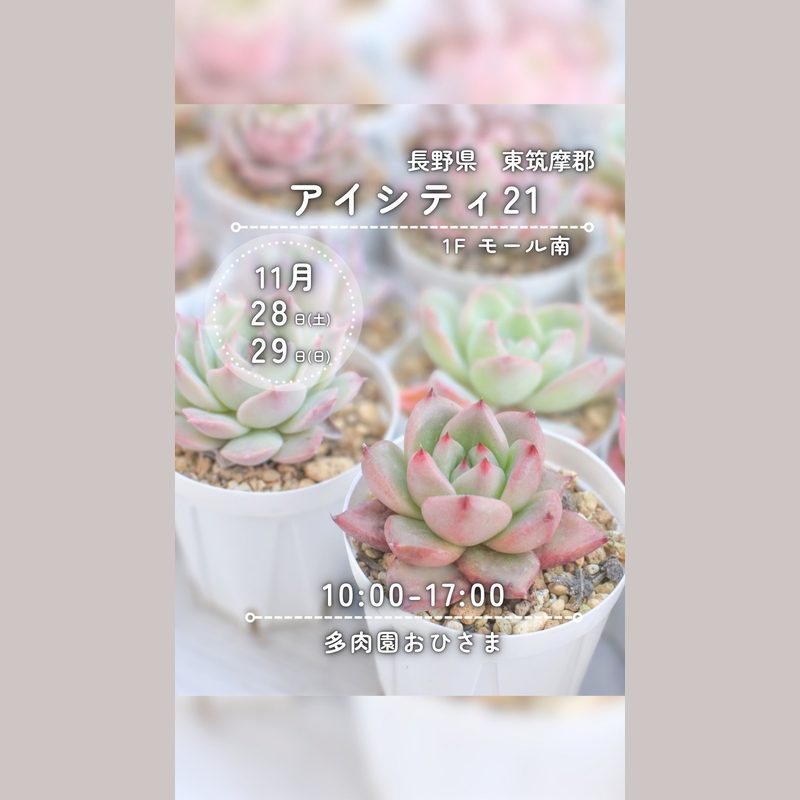 長野県　東筑摩郡
アイシティ21
1F モール南
11月
28日(土)
29日(日)
10:00-17:00
多肉園おひさま